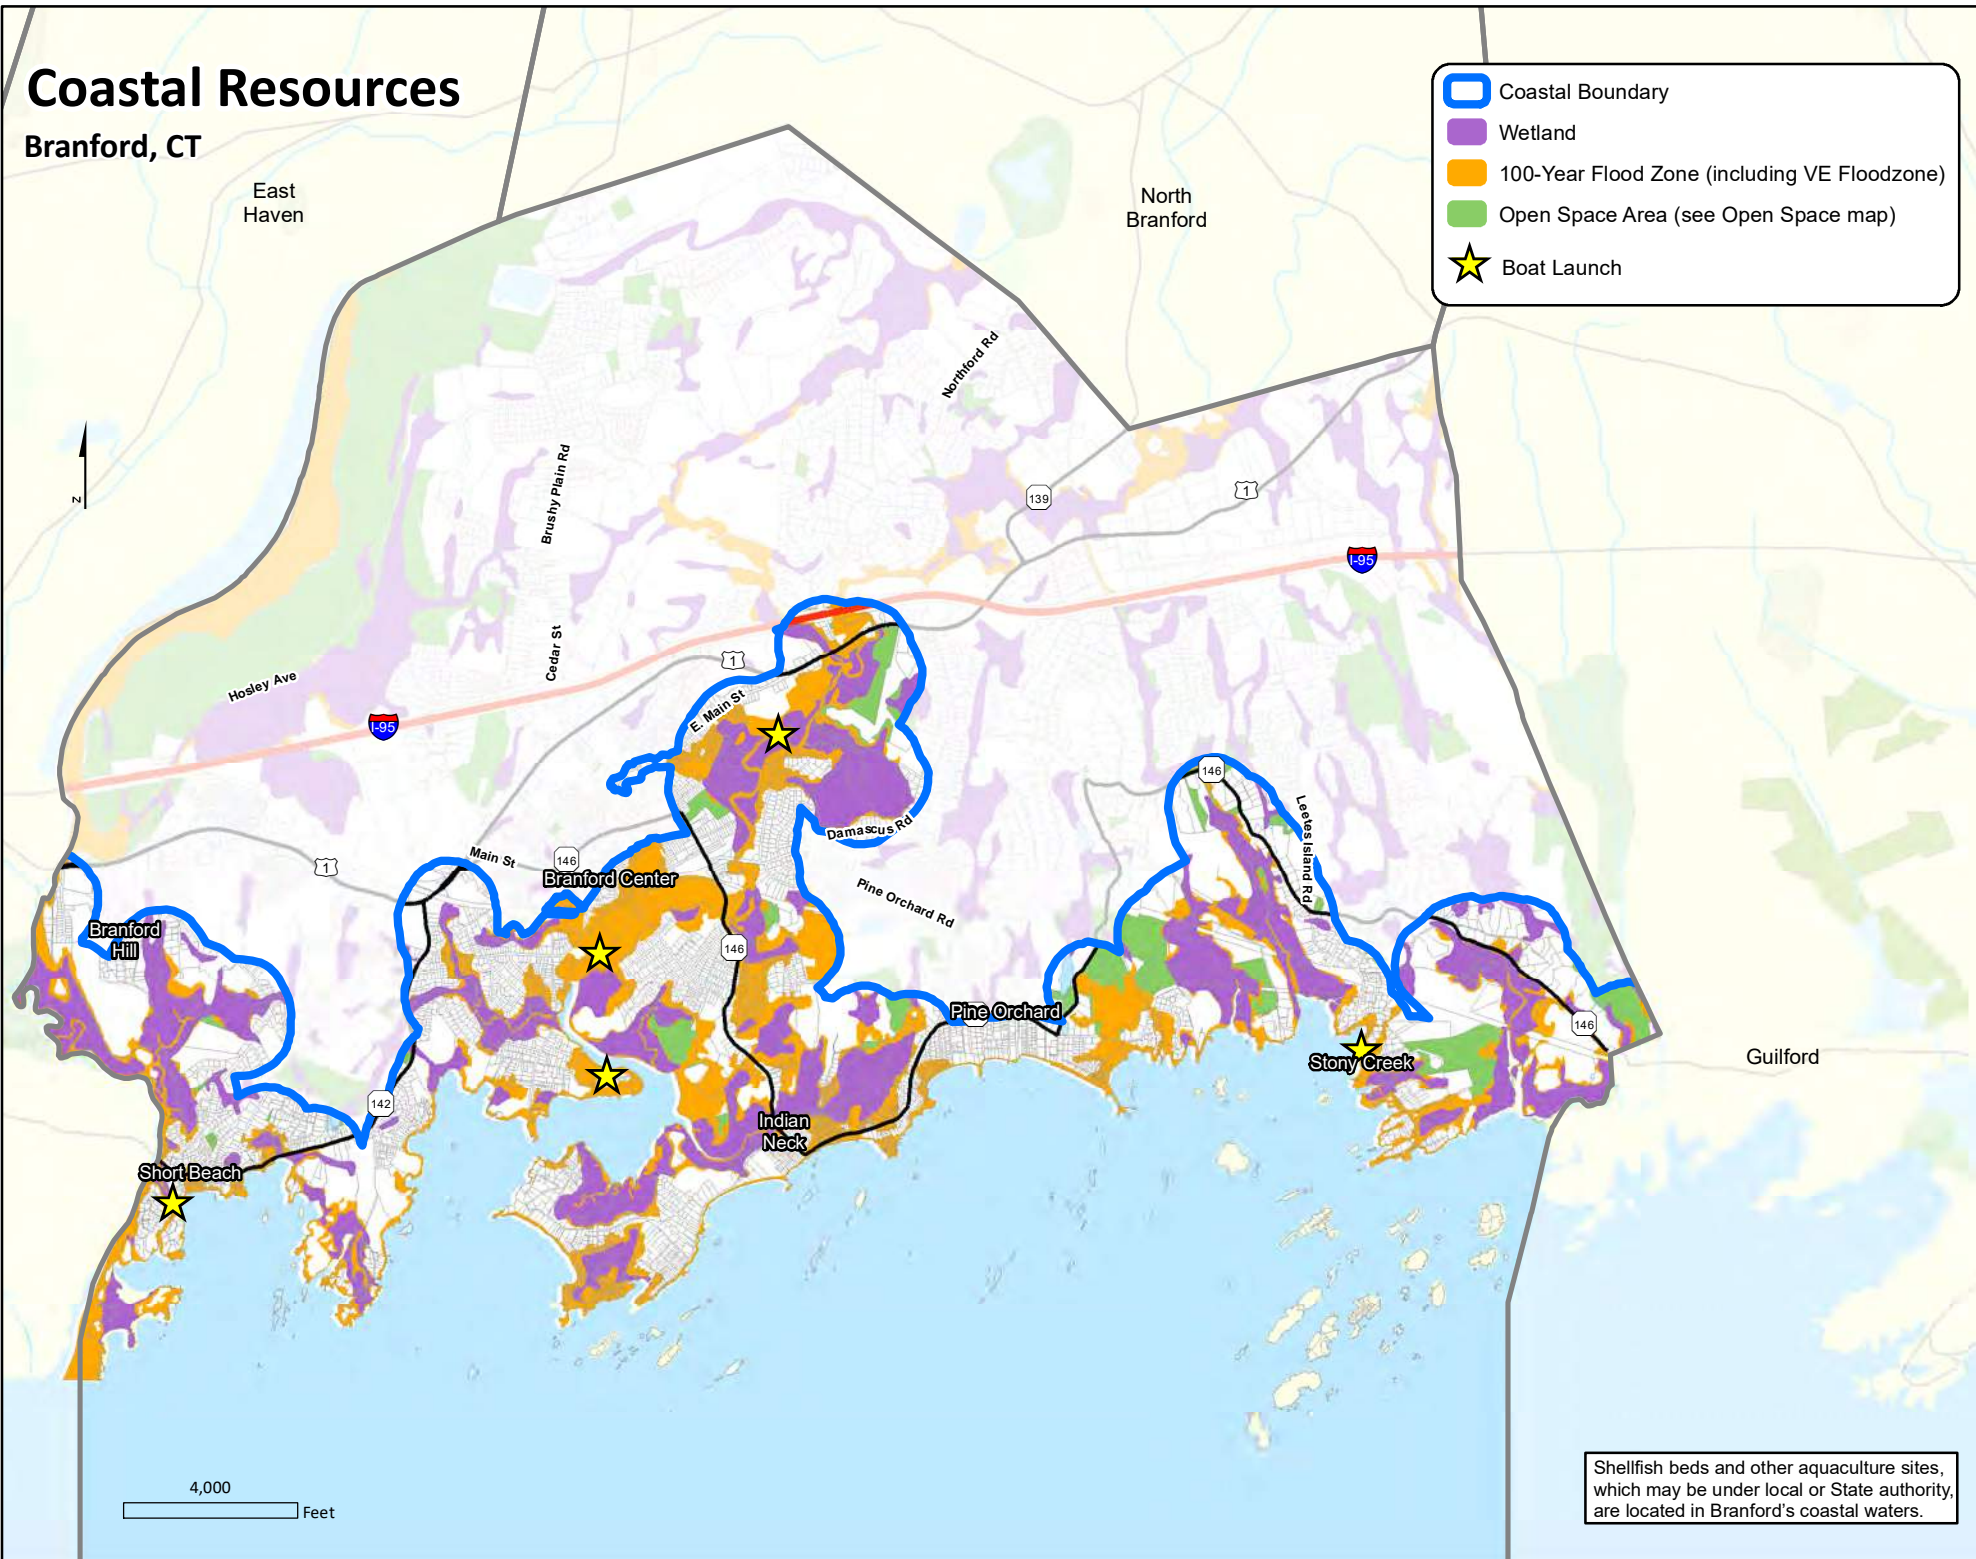 Coastal Resources
Branford, CT
Coastal Boundary
Wetland
100-Year Flood Zone (including VE Floodzone)
Open Space Area (see Open Space map)
Boat Launch
East
Haven
North
Branford
Northford Rd
Brushy Plain Rd
z
139
1
I-95
Cedar St
1
Hosley Ave
E. Main St
I-95
146
Letes Island Rd
Damascus Rd
Main St
146
1
Branford Center
Pine Orchard Rd
Branford
Hill
146
Pine Orchard
146
Stony Creek
Guilford
142
Indian
Neck
Short Beach
4,000
Feet
Shellfish beds and other aquaculture sites,
which may be under local or State authority,
are located in Branford's coastal waters.